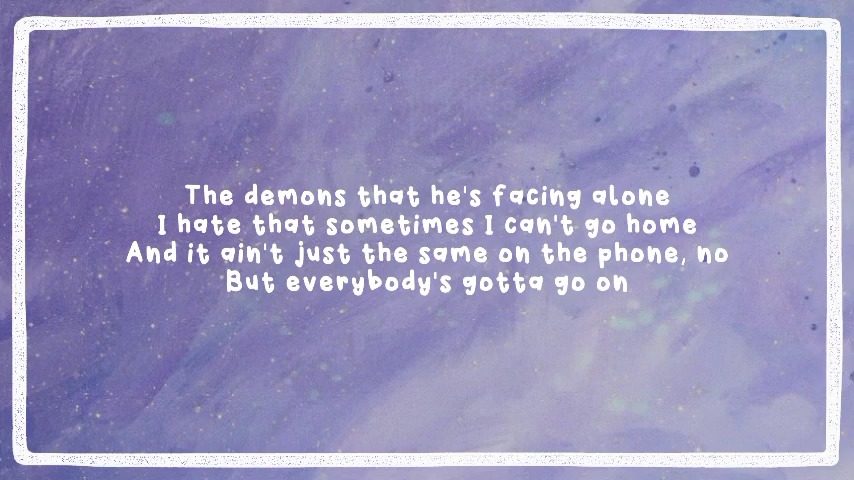 The demons that he's facing alone
I hate that sometimes I can't go home
And it ain't just the same on the phone, no
But everybody's gotta go on